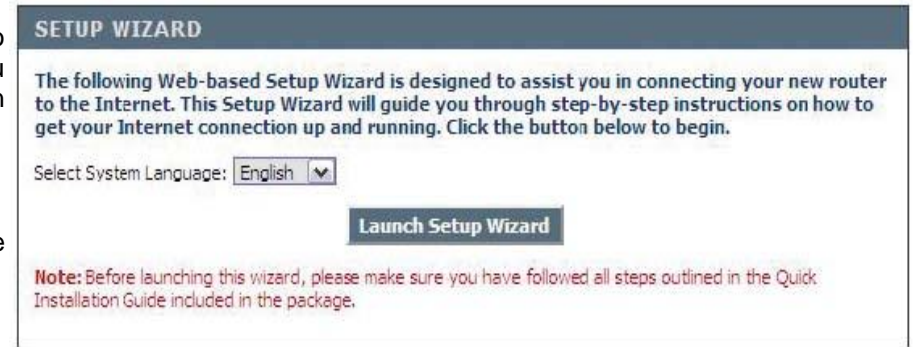 SETUP WIZARD
The following Web-based Setup Wizard is designed to assist you in connecting your new router
to the Internet. This Setup Wizard will guide you through step-by-step instructions on how to
get your Internet connection up and running. Click the button below to begin.
Select System Language: English
Launch Setup Wizard
Note: Before launching this wizard, please make sure you have followed all steps outlined in the Quick
Installation Guide included in the package.